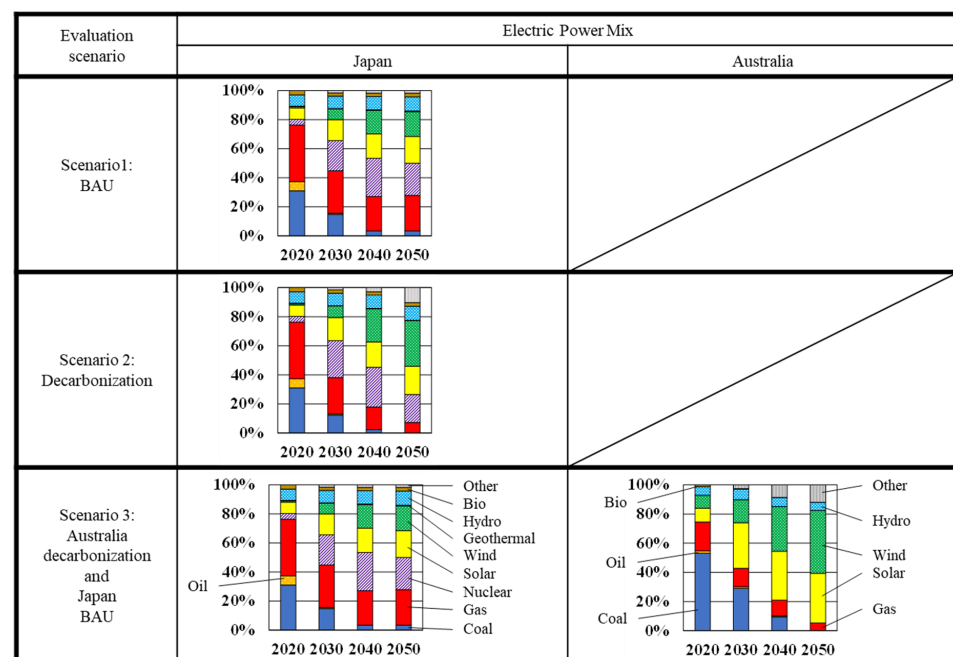 Evaluation
scenario
Electric Power Mix
Japan
Australia
Scenario1:
BAU
100%
80%
60%
40%
20%
0%
2020 2030 2040 2050
Scenario 2:
Decarbonization
100%
80%
60%
40%
20%
0%
2020 2030 2040 2050
Scenario 3:
Australia
decarbonization
and
Japan
BAU
100%
80%
60%
40%
20%
0%
Oil
2020 2030 2040 2050
Other
Bio
Hydro
Geothermal
Wind
Solar
Nuclear
Gas
Coal
100%
80%
60%
40%
20%
0%
Bio
Oil
Coal
2020 2030 2040 2050
Other
Hydro
Wind
Solar
Gas